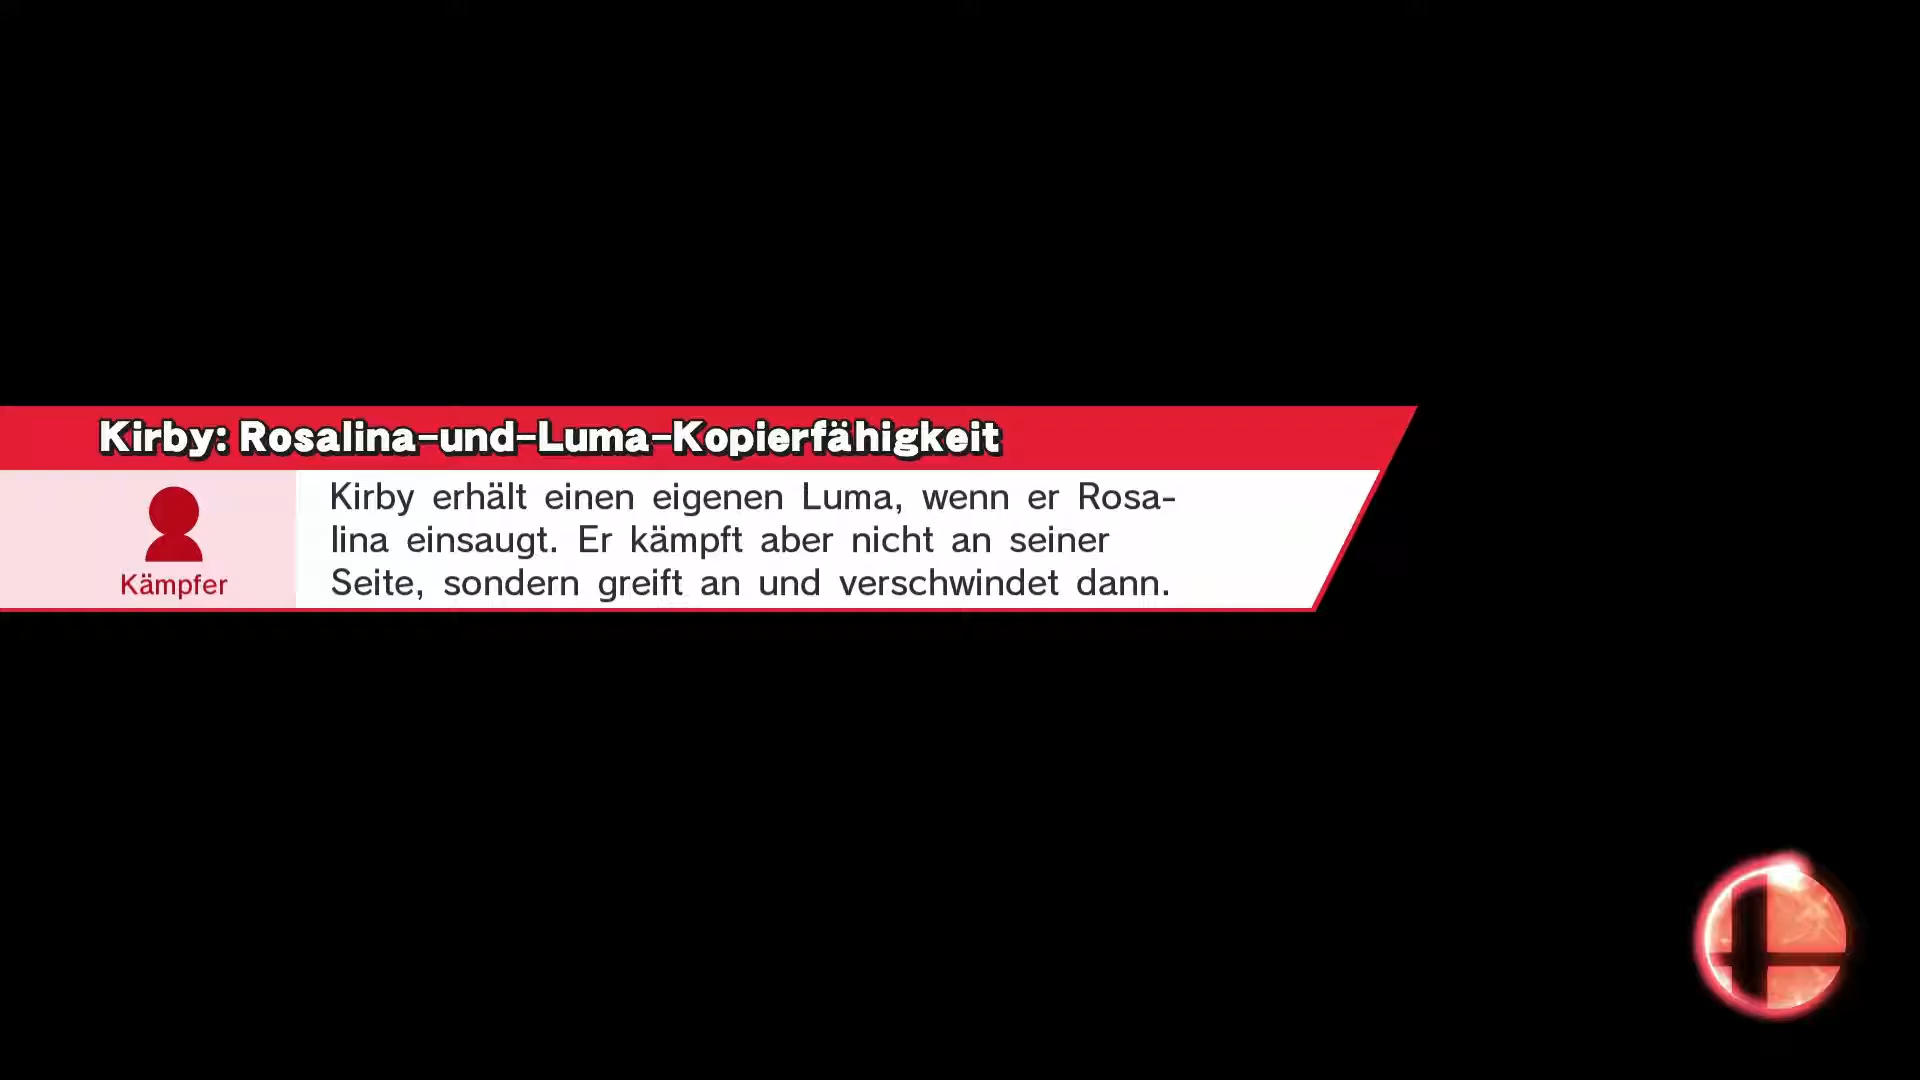 Kirby: Rosalina-und-Luma-Kopierfähigkeit
Kämpfer
Kirby erhält einen eigenen Luma, wenn er Rosa-
lina einsaugt. Er kämpft aber nicht an seiner
Seite, sondern greift an und verschwindet dann.